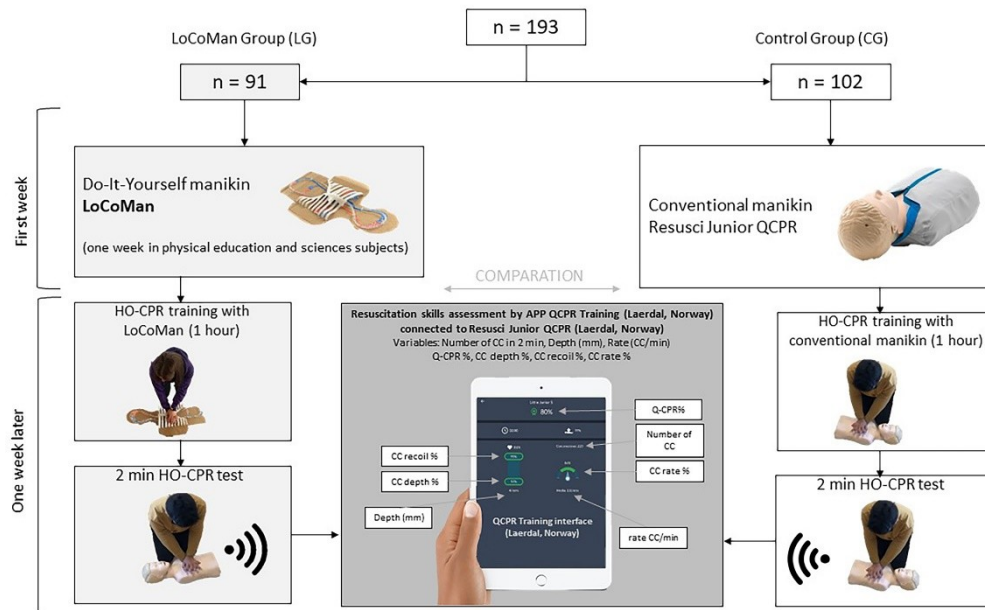 n = 193
LoCoMan Group (LG)
Control Group (CG)
n = 91
n = 102
First week
Do-It-Yourself manikin
LoCoMan
(one week in physical education and sciences subjects)
Conventional manikin
Resusci Junior QCPR
COMPARATION
One week later
HO-CPR training with
LoCoMan (1 hour)
Resuscitation skills assessment by APP QCPR Training (Laerdal, Norway)
connected to Resusci Junior QCPR (Laerdal, Norway)
Variables: Number of CC in 2 min, Depth (mm), Rate (CC/min)
Q-CPR %, CC depth %, CC recoil %, CC rate %
HO-CPR training with
conventional manikin (1 hour)
80%
Q-CPR%
Number of
CC
CC recoil %
CC rate %
CC depth %
Depth (mm)
rate CC/min
QCPR Training interface
(Laerdal, Norway)
2 min HO-CPR test
2 min HO-CPR test